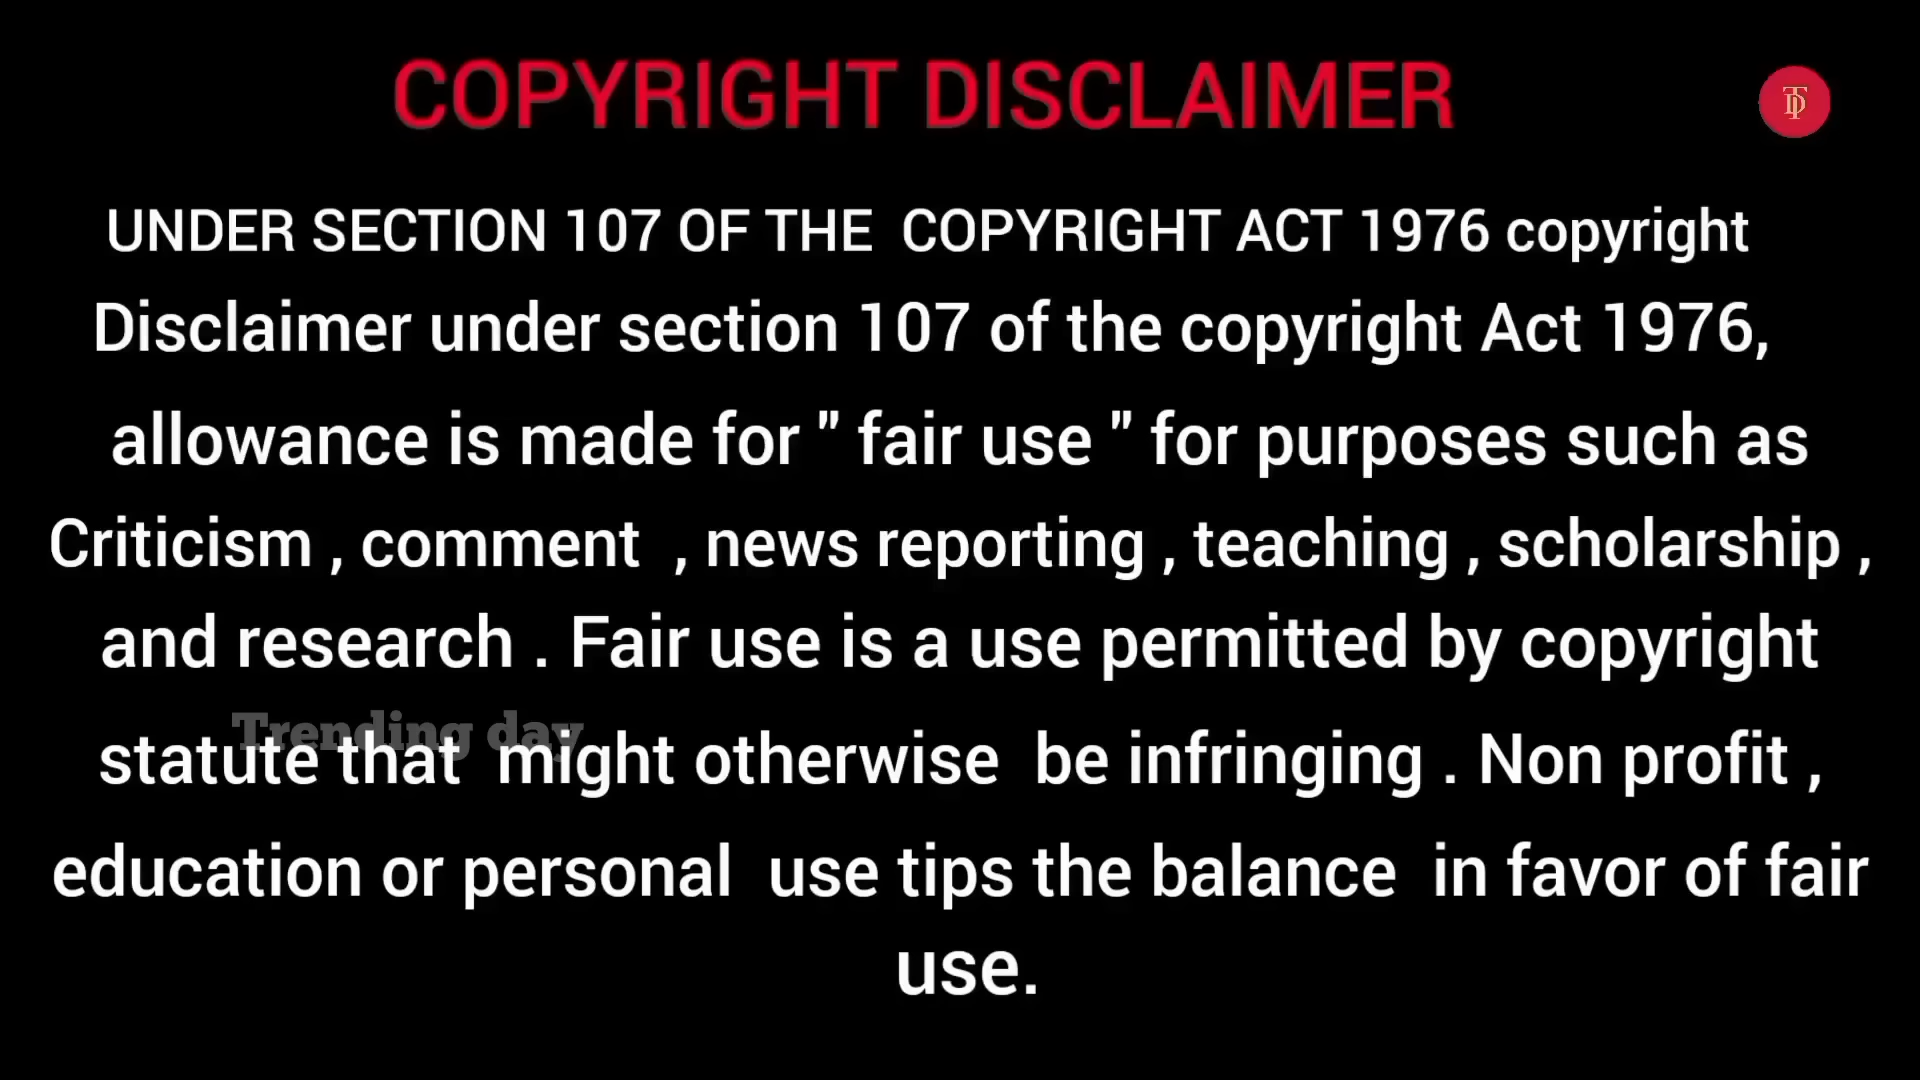 COPYRIGHT DISCLAIMER
TD
UNDER SECTION 107 OF THE  COPYRIGHT ACT 1976 copyright
Disclaimer under section 107 of the copyright Act 1976,
allowance is made for " fair use " for purposes such as
Criticism , comment  , news reporting , teaching , scholarship ,
and research . Fair use is a use permitted by copyright
Trending day
statute that  might otherwise  be infringing . Non profit ,
education or personal  use tips the balance  in favor of fair
use.